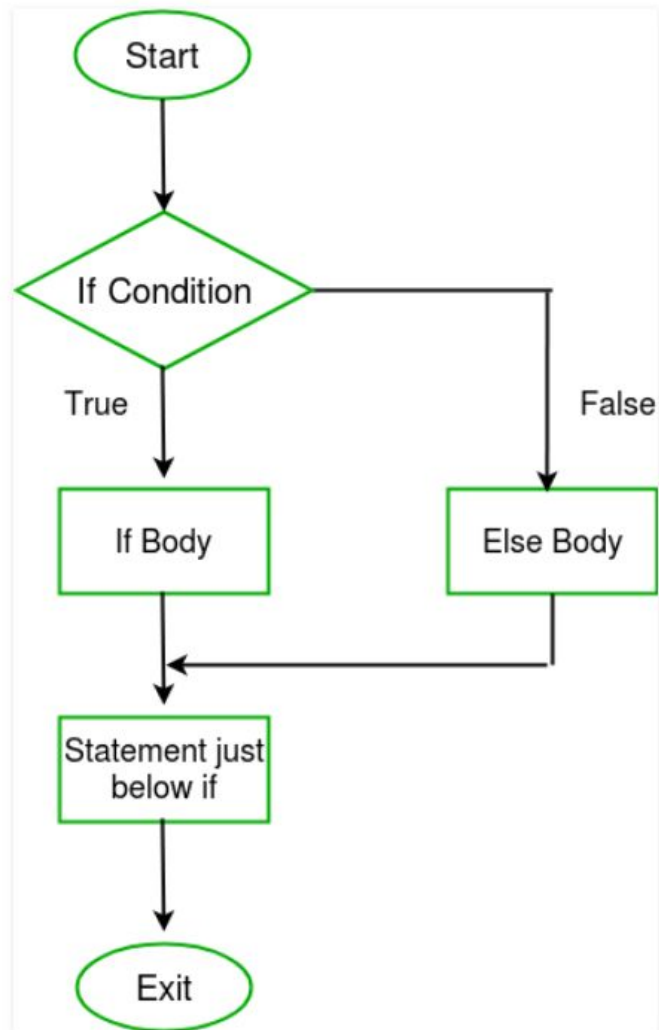 Start
If Condition
True
False
If Body
Else Body
Statement just
below if
Exit